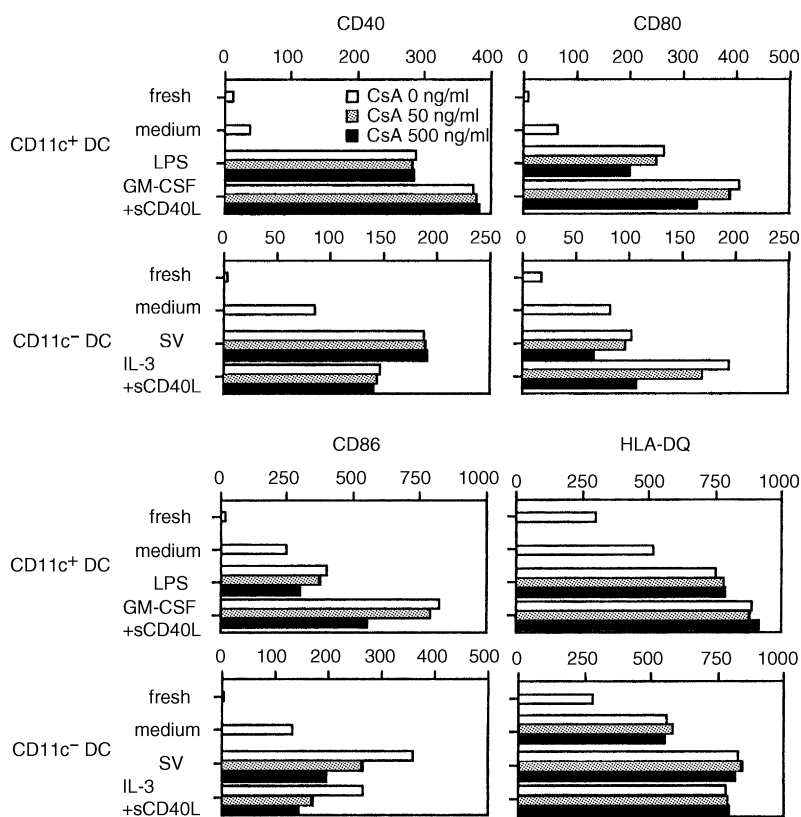 CD40 CD80
0 100 200 300 400 0 100 200 300 400 500
fresh
medium
CD11c+ DC
LPS
GM-CSF
+sCD40L
CsA 0 ng/ml
CsA 50 ng/ml
CsA 500 ng/ml
0 50 100 150 200 250 0 50 100 150 200 250
fresh
medium
CD11c− DC
SV
IL-3
+sCD40L
CD86 HLA-DQ
0 250 500 750 1000 0 250 500 750 1000
fresh
medium
CD11c+ DC
LPS
GM-CSF
+sCD40L
0 100 200 300 400 500 0 250 500 750 1000
fresh
medium
CD11c− DC
SV
IL-3
+sCD40L